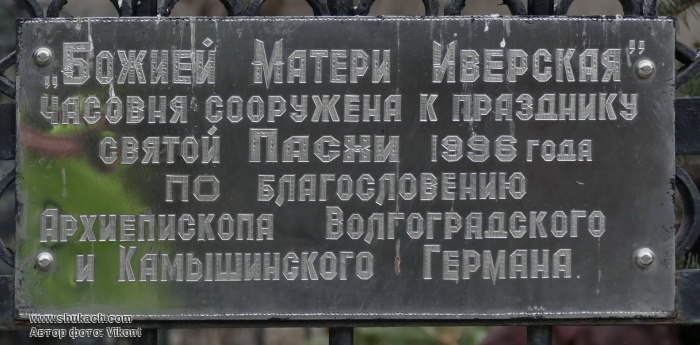 „Божией Матери Иверская”
часовня сооружена к празднику
святой Пасхи 1996 года
по благословению
Архиепископа Волгоградского
и Камышинского Германа
www.shukach.com
Автор фото: Vikont